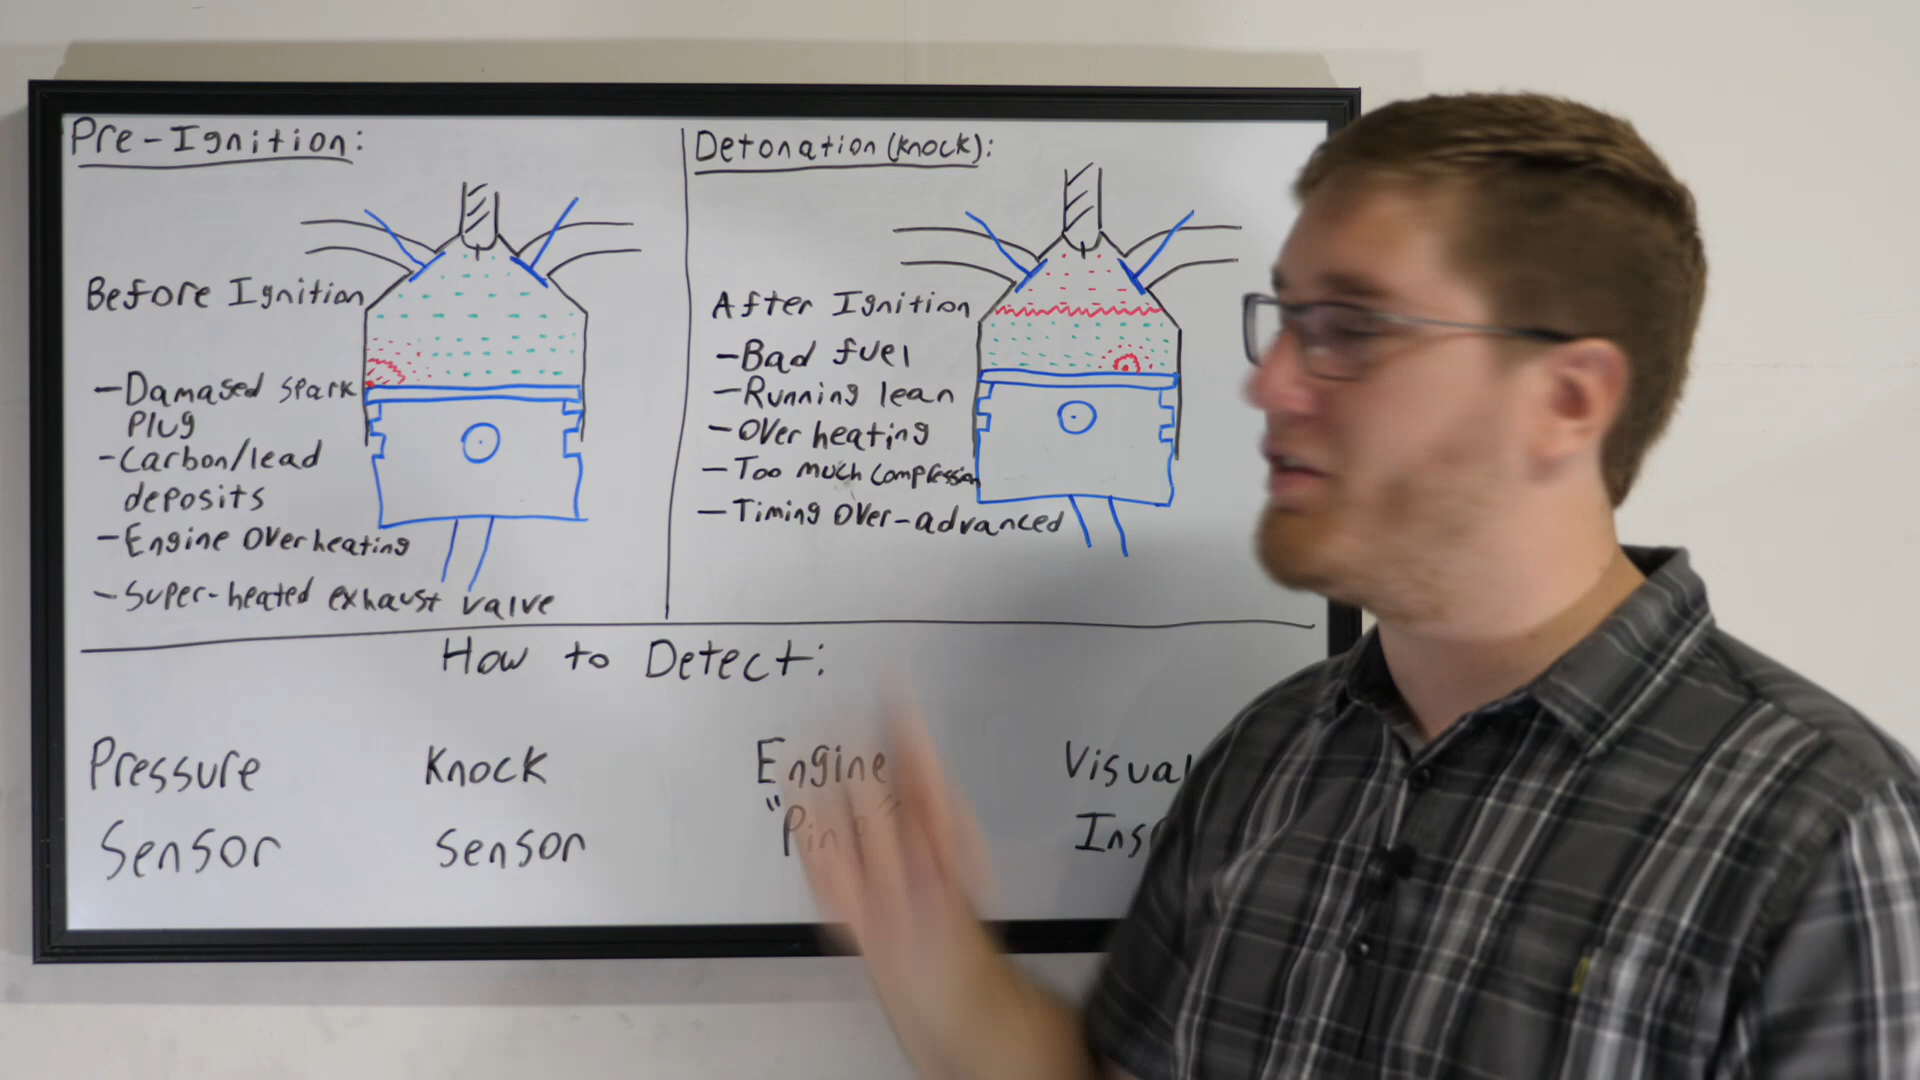 Pre-Ignition:
Before Ignition
-Damaged spark
Plug
-Carbon/lead
deposits
-Engine Overheating
-Super-heated exhaust valve
Detonation (Knock):
After Ignition
-Bad fuel
-Running lean
-Overheating
-Too much compression
-Timing Over-advanced
How to Detect:
Pressure
Sensor
Knock
Sensor
Engine
"Ping"
Visual